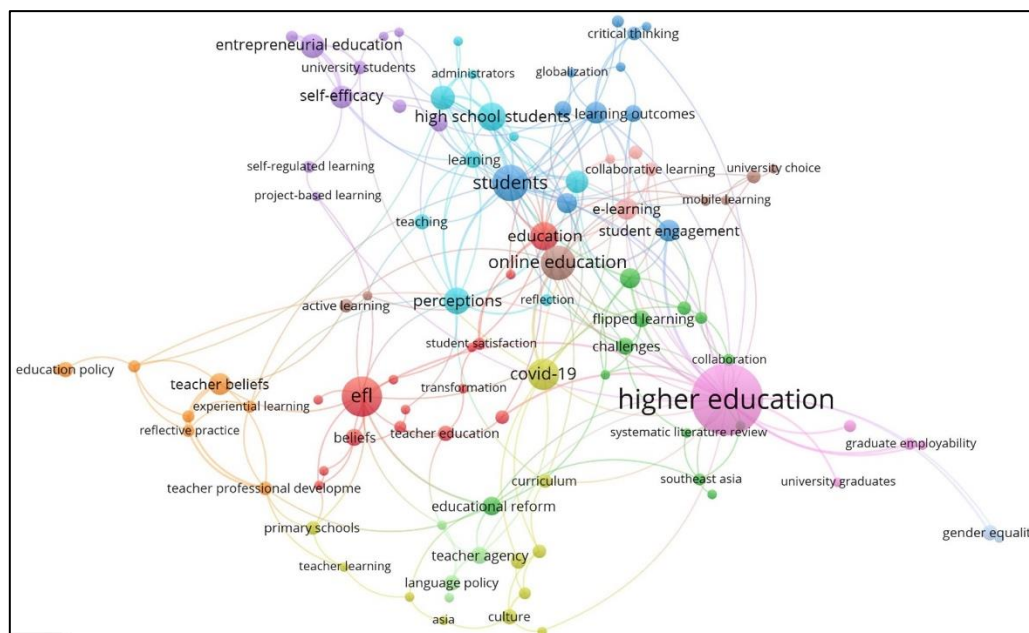 critical thinking
entrepreneurial education
university students
administrators
globalization
self-efficacy
high school students
learning outcomes
self-regulated learning
learning
collaborative learning
university choice
students
project-based learning
mobile learning
e-learning
teaching
education
student engagement
online education
perceptions
reflection
active learning
flipped learning
student satisfaction
challenges
collaboration
education policy
covid-19
teacher beliefs
transformation
efl
higher education
experiential learning
reflective practice
beliefs
teacher education
systematic literature review
graduate employability
curriculum
southeast asia
university graduates
teacher professional developme
educational reform
primary schools
gender equalit
teacher agency
teacher learning
language policy
asia
culture